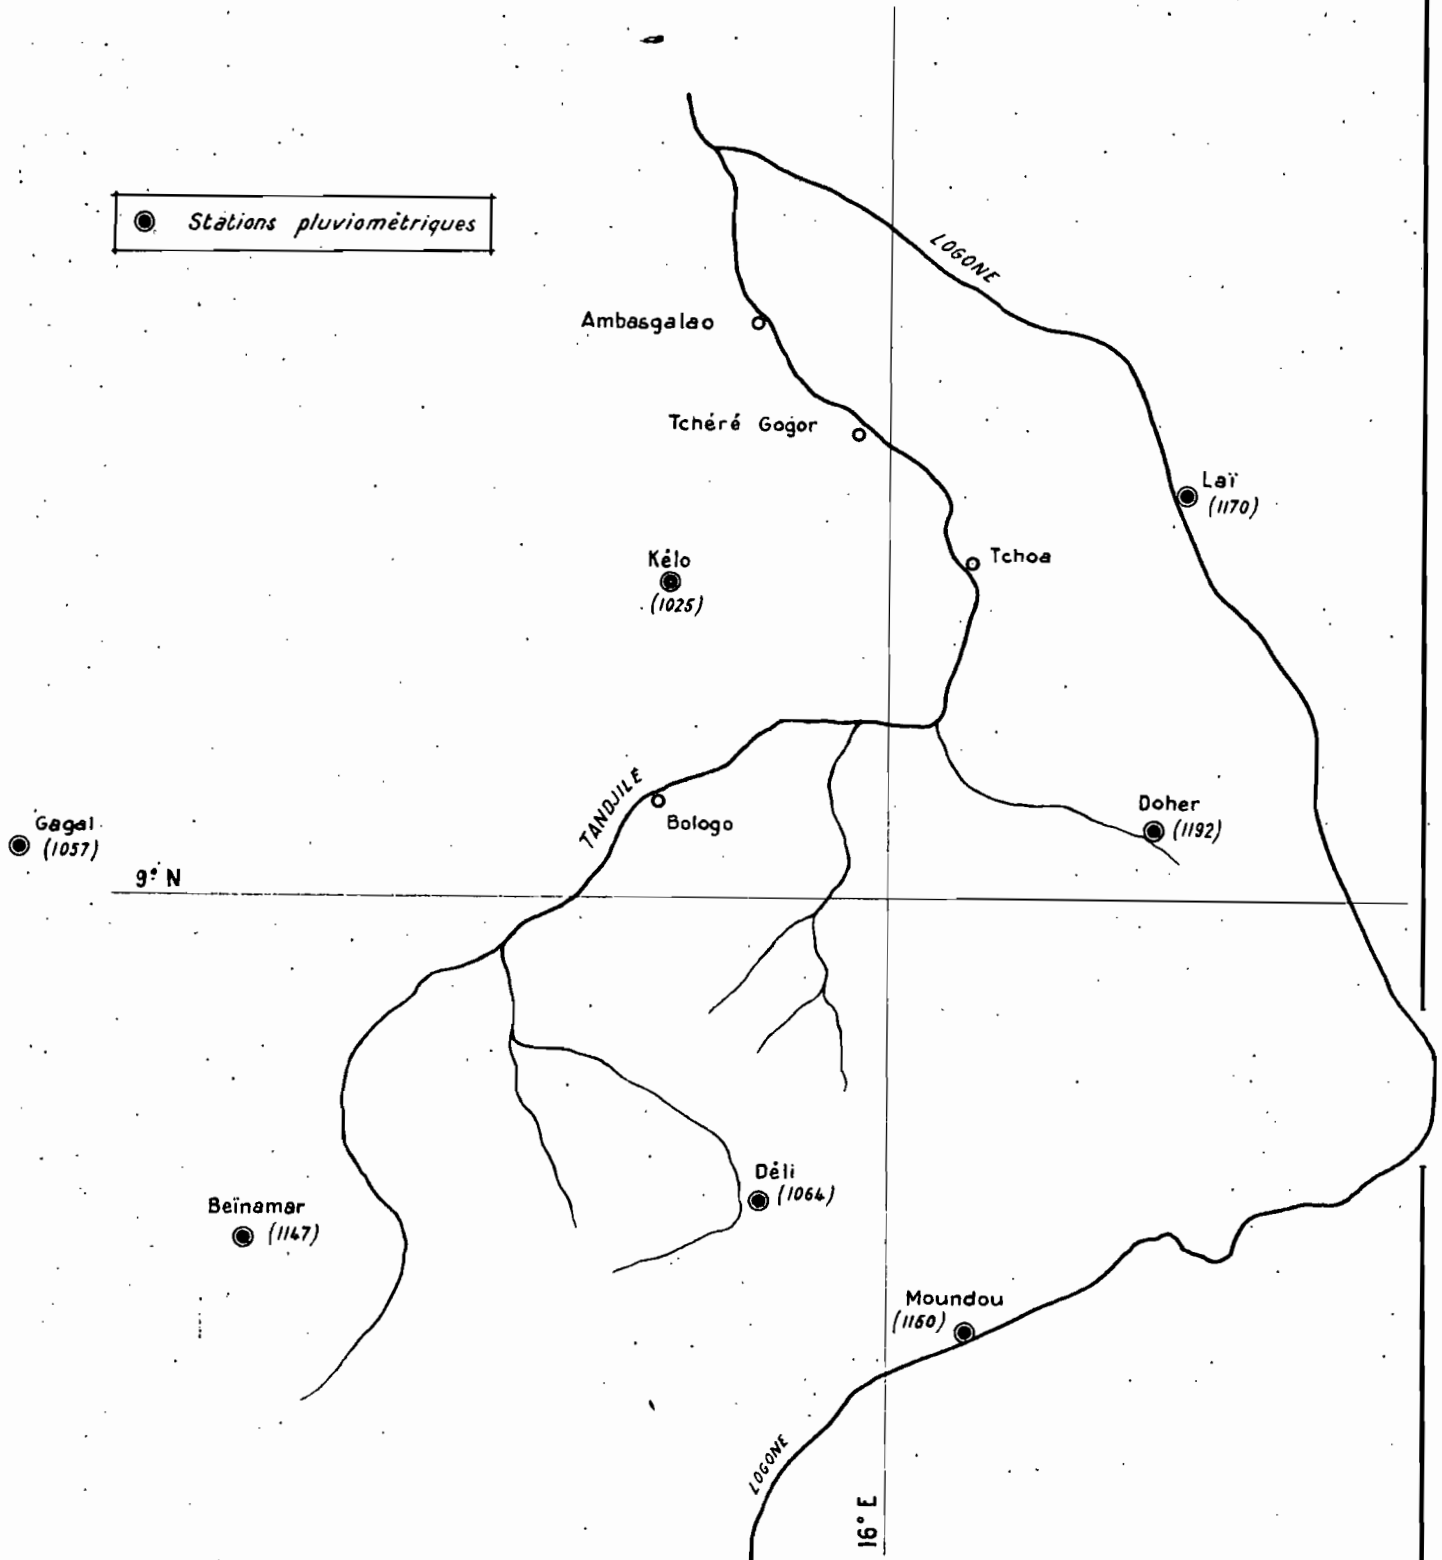 Stations pluviométriques
LOGONE
Ambasgalao
Tchéré Gogor
Laï
(1170)
Tchoa
Kélo
(1025)
TANDJILÉ
Bologo
Doher
(1192)
Gagal
(1057)
9° N
Déli
(1064)
Beïnamar
(1147)
Moundou
(1160)
LOGONE
16° E